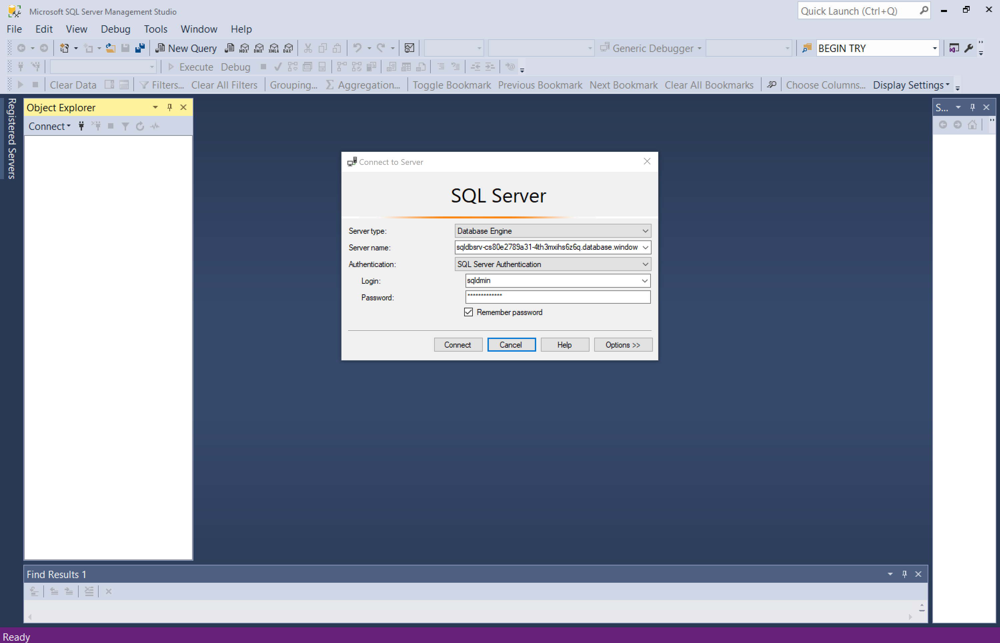 Microsoft SQL Server Management Studio
Quick Launch (Ctrl+Q)
File Edit View Debug Tools Window Help
New Query MDX DMX XMLA DAX Generic Debugger BEGIN TRY
Execute Debug
Clear Data Filters... Clear All Filters Grouping... Aggregation... Toggle Bookmark Previous Bookmark Next Bookmark Clear All Bookmarks Choose Columns... Display Settings
Registered Servers
Object Explorer
Connect
S...
Connect to Server
SQL Server
Server type: Database Engine
Server name: sqldbsrv-cs80e2789a31-4th3mxihs6z6q.database.window
Authentication: SQL Server Authentication
Login: sqldmin
Password: *************
Remember password
Connect Cancel Help Options >>
Find Results 1
Ready